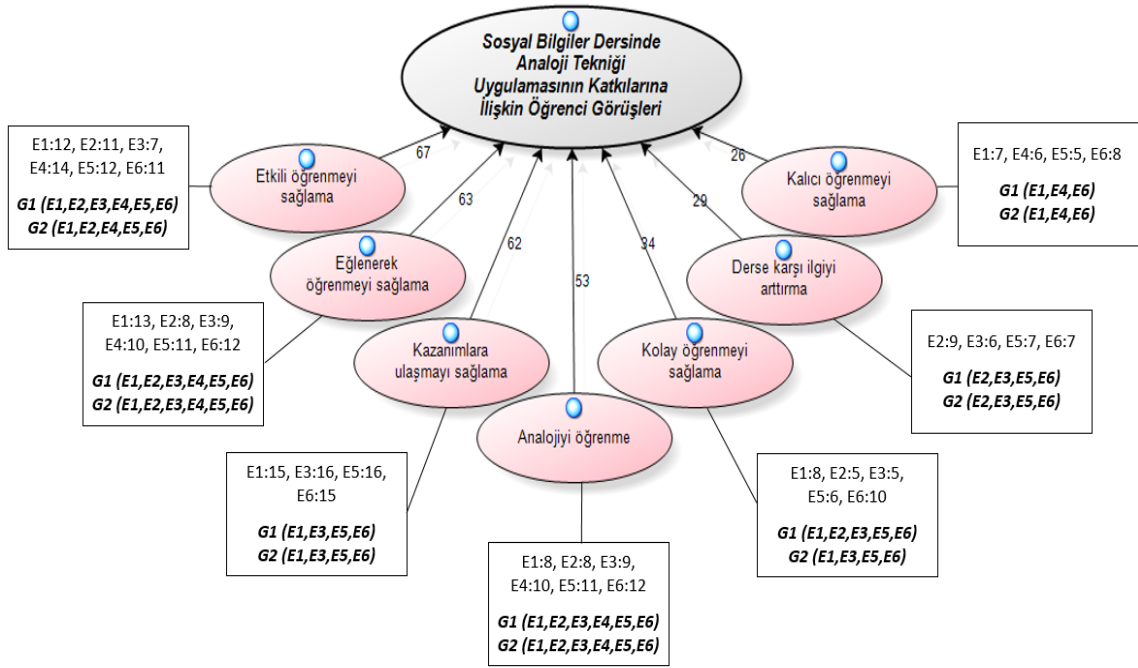 Sosyal Bilgiler Dersinde
Analoji Tekniği
Uygulamasının Katkılarına
İlişkin Öğrenci Görüşleri
67
63
62
53
34
29
26
E1:12, E2:11, E3:7,
E4:14, E5:12, E6:11
G1 (E1,E2,E3,E4,E5,E6)
G2 (E1,E2,E4,E5,E6)
Etkili öğrenmeyi
sağlama
E1:13, E2:8, E3:9,
E4:10, E5:11, E6:12
G1 (E1,E2,E3,E4,E5,E6)
G2 (E1,E2,E3,E4,E5,E6)
Eğlenerek
öğrenmeyi sağlama
E1:15, E3:16, E5:16,
E6:15
G1 (E1,E3,E5,E6)
G2 (E1,E3,E5,E6)
Kazanımlara
ulaşmayı sağlama
Analojiyi öğrenme
E1:8, E2:8, E3:9,
E4:10, E5:11, E6:12
G1 (E1,E2,E3,E4,E5,E6)
G2 (E1,E2,E3,E4,E5,E6)
Kolay öğrenmeyi
sağlama
E1:8, E2:5, E3:5,
E5:6, E6:10
G1 (E1,E2,E3,E5,E6)
G2 (E1,E3,E5,E6)
Derse karşı ilgiyi
arttırma
E2:9, E3:6, E5:7, E6:7
G1 (E2,E3,E5,E6)
G2 (E2,E3,E5,E6)
Kalıcı öğrenmeyi
sağlama
E1:7, E4:6, E5:5, E6:8
G1 (E1,E4,E6)
G2 (E1,E4,E6)